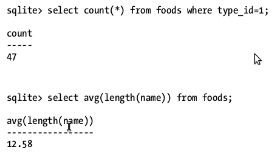 sqlite> select count(*) from foods where type_id=1;
count
-----
47
sqlite> select avg(length(name)) from foods;
avg(length(name))
-----------------
12.58